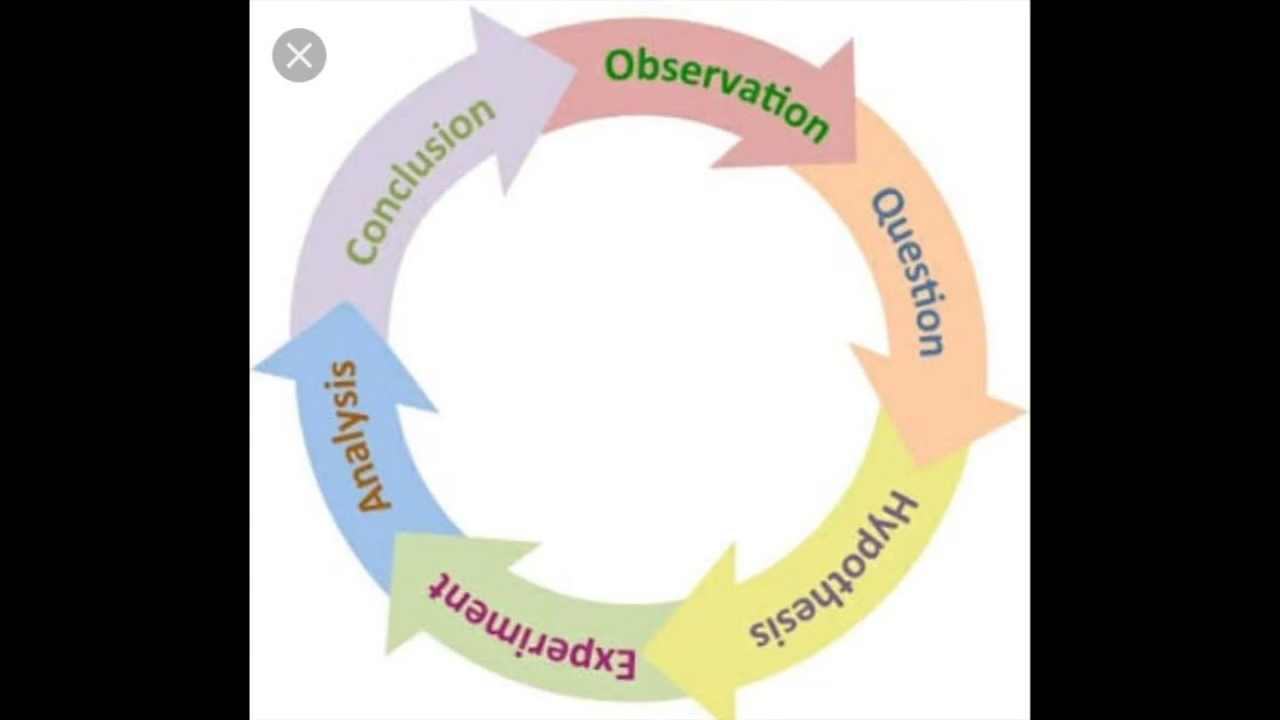 Observation
Question
Hypothesis
Experiment
Analysis
Conclusion